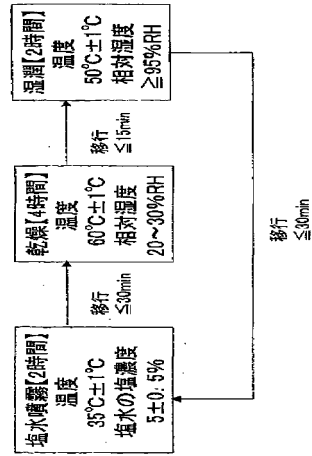 塩水噴霧【2時間】
温度
35℃±1℃
塩水の塩濃度
5±0.5%
移行
≦30min
乾燥【4時間】
温度
60℃±1℃
相対湿度
20〜30%RH
移行
≦15min
湿潤【2時間】
温度
50℃±1℃
相対湿度
≧95%RH
移行
≦30min